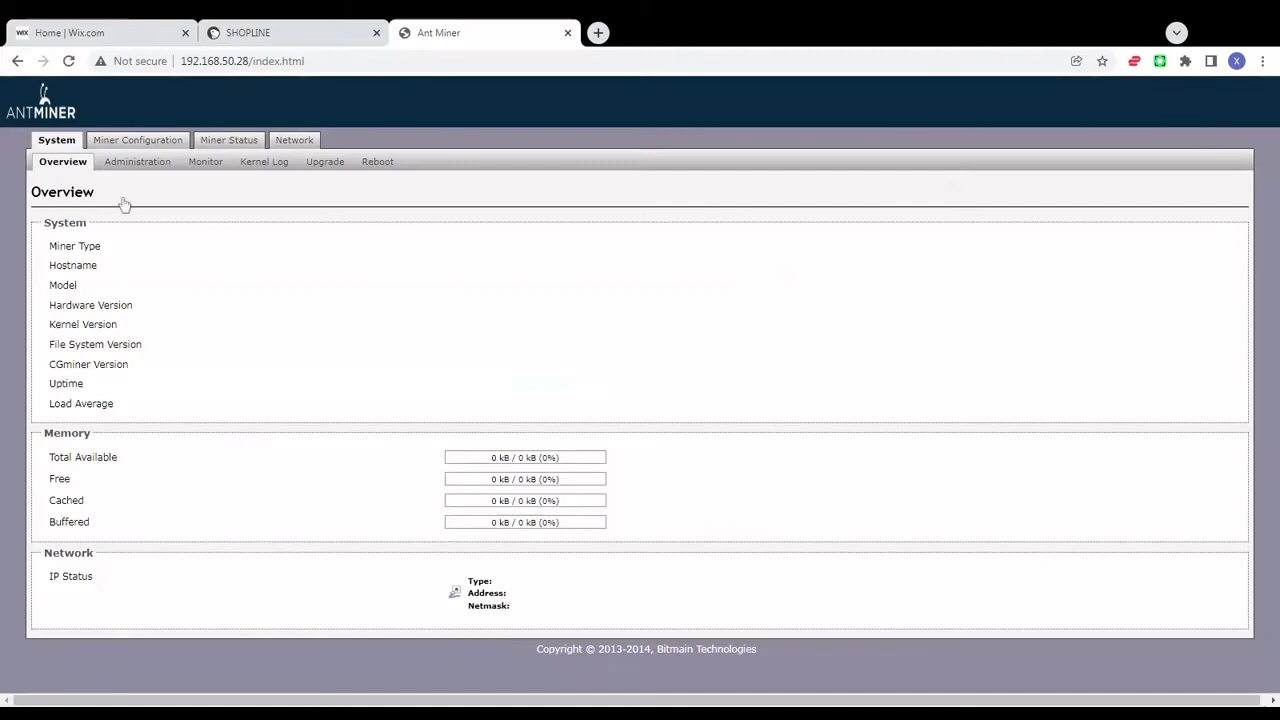 WIX Home | Wix.com
SHOPLINE
Ant Miner
Not secure 192.168.50.28/index.html
X
ANTMINER
System Miner Configuration Miner Status Network
Overview Administration Monitor Kernel Log Upgrade Reboot
Overview
System
Miner Type
Hostname
Model
Hardware Version
Kernel Version
File System Version
CGminer Version
Uptime
Load Average
Memory
Total Available 0 kB / 0 kB (0%)
Free 0 kB / 0 kB (0%)
Cached 0 kB / 0 kB (0%)
Buffered 0 kB / 0 kB (0%)
Network
IP Status
Type:
Address:
Netmask:
Copyright © 2013-2014, Bitmain Technologies